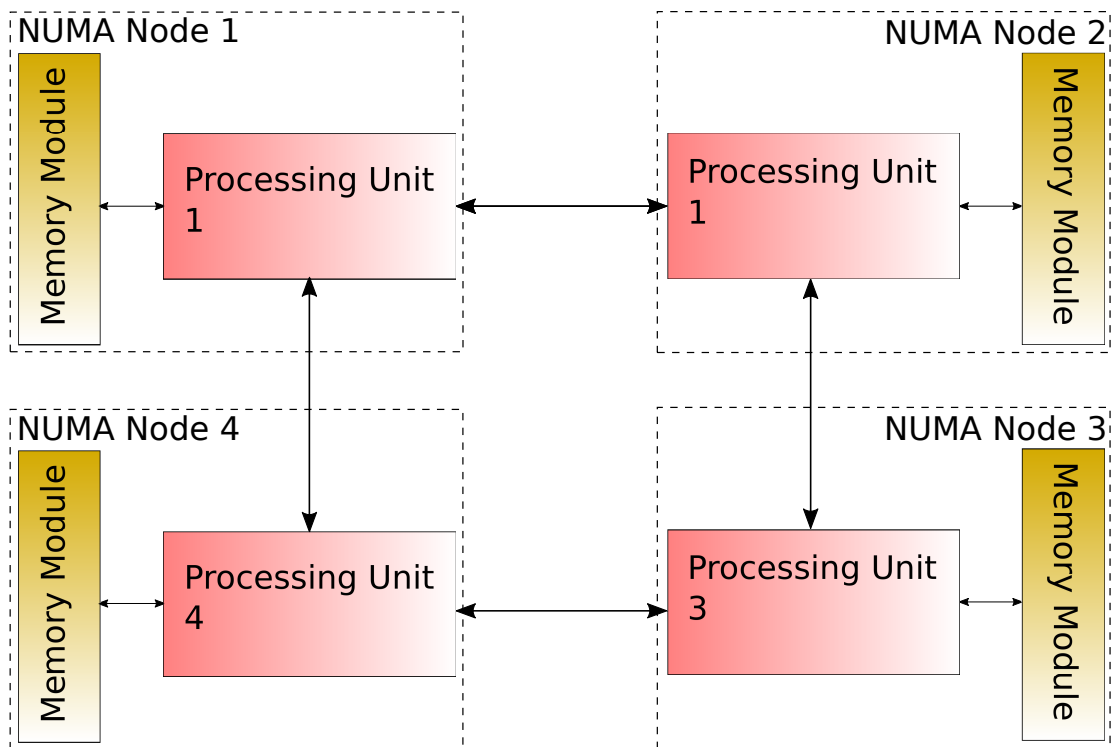 NUMA Node 1
Memory Module
Processing Unit
1
NUMA Node 2
Processing Unit
1
Memory Module
NUMA Node 4
Memory Module
Processing Unit
4
NUMA Node 3
Processing Unit
3
Memory Module